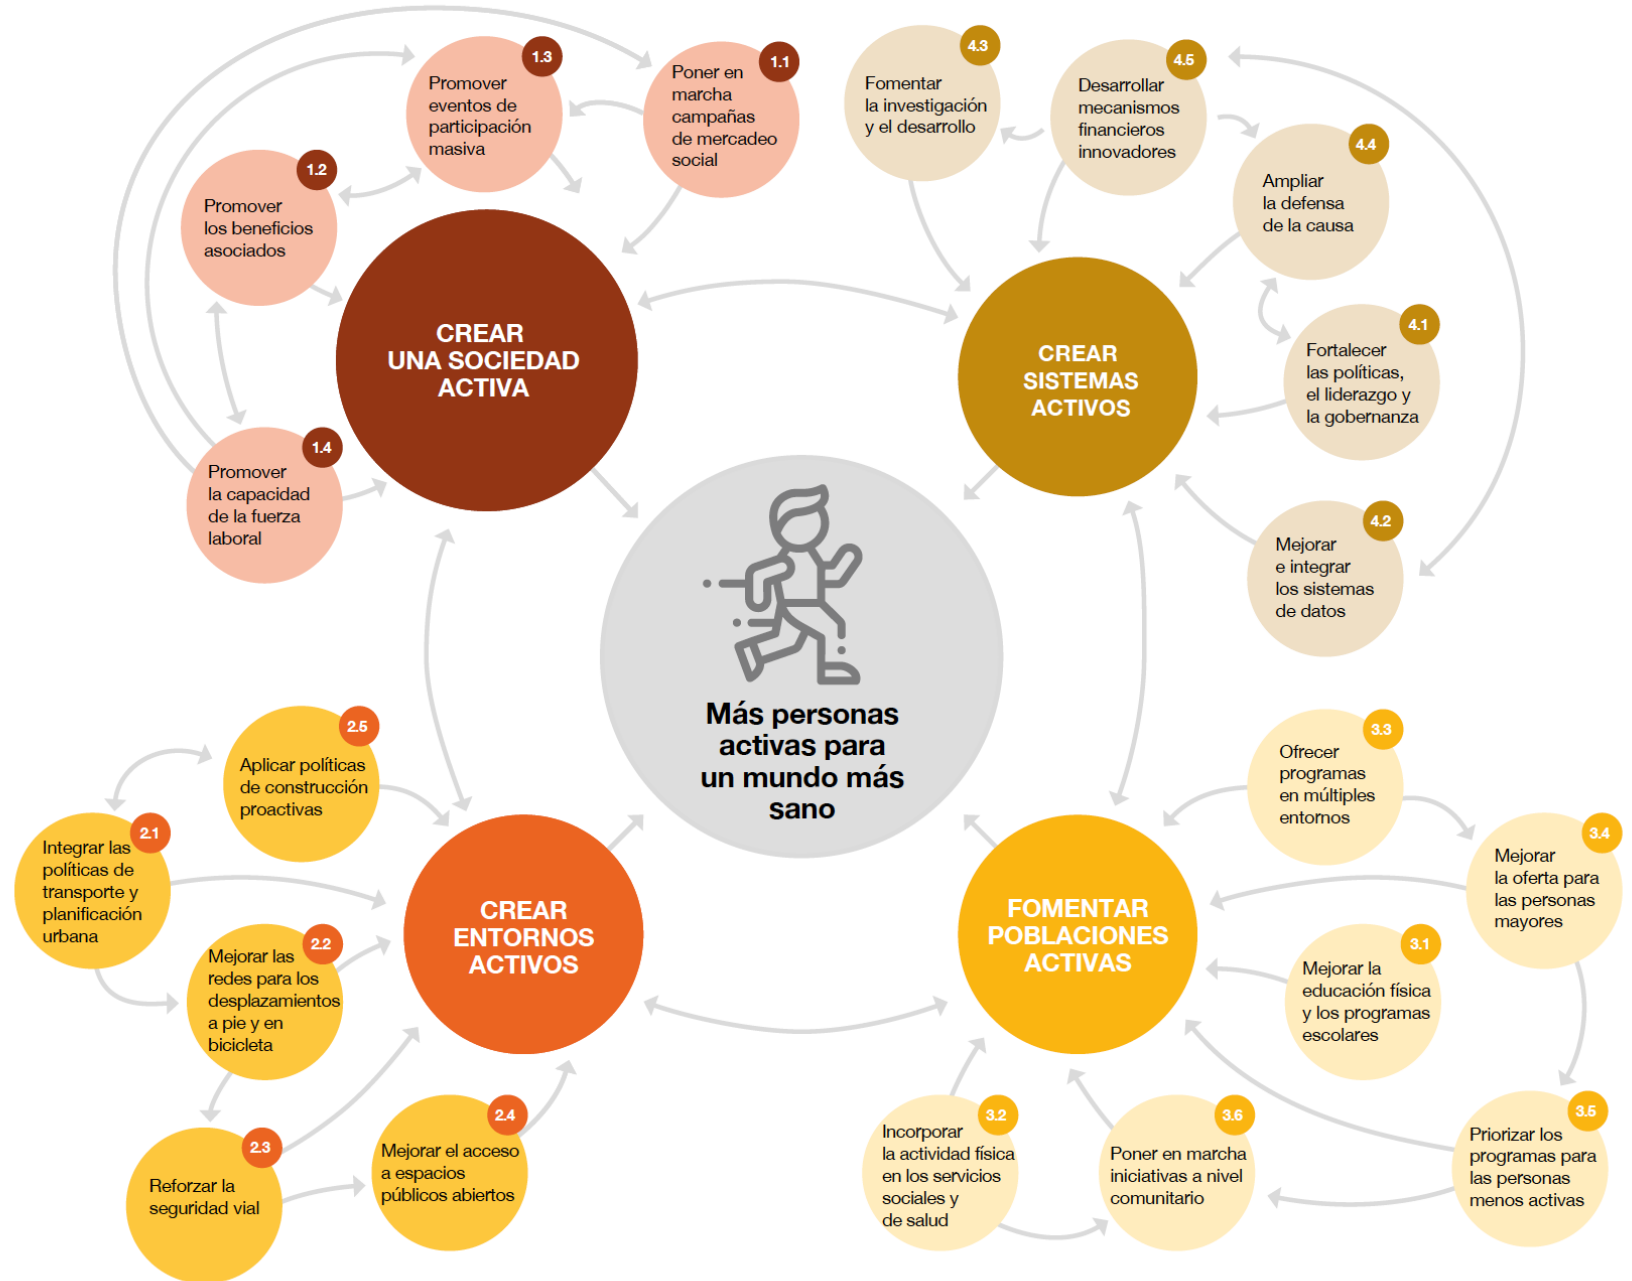 1.3
Promover
eventos de
participación
masiva
1.1
Poner en
marcha
campañas
de mercadeo
social
1.2
Promover
los beneficios
asociados
1.4
Promover
la capacidad
de la fuerza
laboral
CREAR
UNA SOCIEDAD
ACTIVA
4.3
Fomentar
la investigación
y el desarrollo
4.5
Desarrollar
mecanismos
financieros
innovadores
4.4
Ampliar
la defensa
de la causa
4.1
Fortalecer
las políticas,
el liderazgo y
la gobernanza
4.2
Mejorar
e integrar
los sistemas
de datos
CREAR
SISTEMAS
ACTIVOS
Más personas
activas para
un mundo más
sano
2.5
Aplicar políticas
de construcción
proactivas
2.1
Integrar las
políticas de
transporte y
planificación
urbana
2.2
Mejorar las
redes para los
desplazamientos
a pie y en
bicicleta
2.3
Reforzar la
seguridad vial
2.4
Mejorar el acceso
a espacios
públicos abiertos
CREAR
ENTORNOS
ACTIVOS
FOMENTAR
POBLACIONES
ACTIVAS
3.3
Ofrecer
programas
en múltiples
entornos
3.4
Mejorar
la oferta para
las personas
mayores
3.1
Mejorar la
educación física
y los programas
escolares
3.2
Incorporar
la actividad física
en los servicios
sociales y
de salud
3.6
Poner en marcha
iniciativas a nivel
comunitario
3.5
Priorizar los
programas para
las personas
menos activas